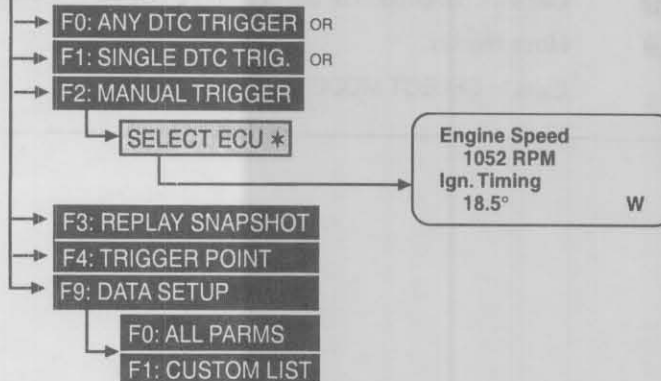 F0: ANY DTC TRIGGER OR
F1: SINGLE DTC TRIG. OR
F2: MANUAL TRIGGER
SELECT ECU *
Engine Speed
1052 RPM
Ign. Timing
18.5° W
F3: REPLAY SNAPSHOT
F4: TRIGGER POINT
F9: DATA SETUP
F0: ALL PARMS
F1: CUSTOM LIST